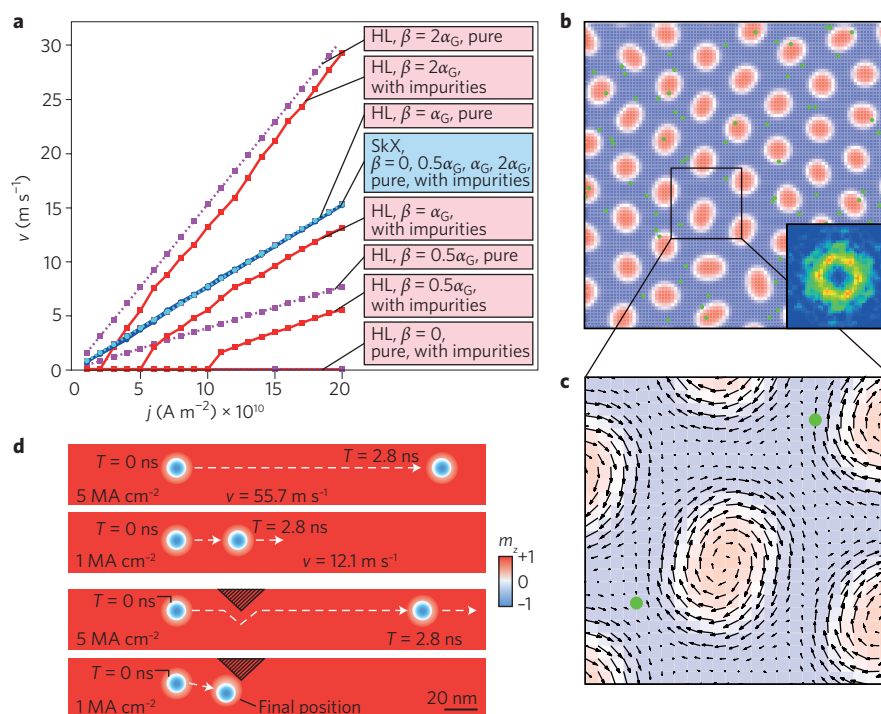 a
30
25
20
15
10
5
0
v (m s⁻¹)
0
5
10
15
20
j (A m⁻²) × 10¹⁰
HL, β = 2α_G, pure
HL, β = 2α_G,
with impurities
HL, β = α_G, pure
SkX,
β = 0, 0.5α_G, α_G, 2α_G,
pure, with impurities
HL, β = α_G,
with impurities
HL, β = 0.5α_G, pure
HL, β = 0.5α_G,
with impurities
HL, β = 0,
pure, with impurities
b
c
d
T = 0 ns
T = 2.8 ns
5 MA cm⁻²
v = 55.7 m s⁻¹
T = 0 ns
T = 2.8 ns
1 MA cm⁻²
v = 12.1 m s⁻¹
T = 0 ns
5 MA cm⁻²
T = 2.8 ns
T = 0 ns
1 MA cm⁻²
Final position
20 nm
m_z
+1
0
–1